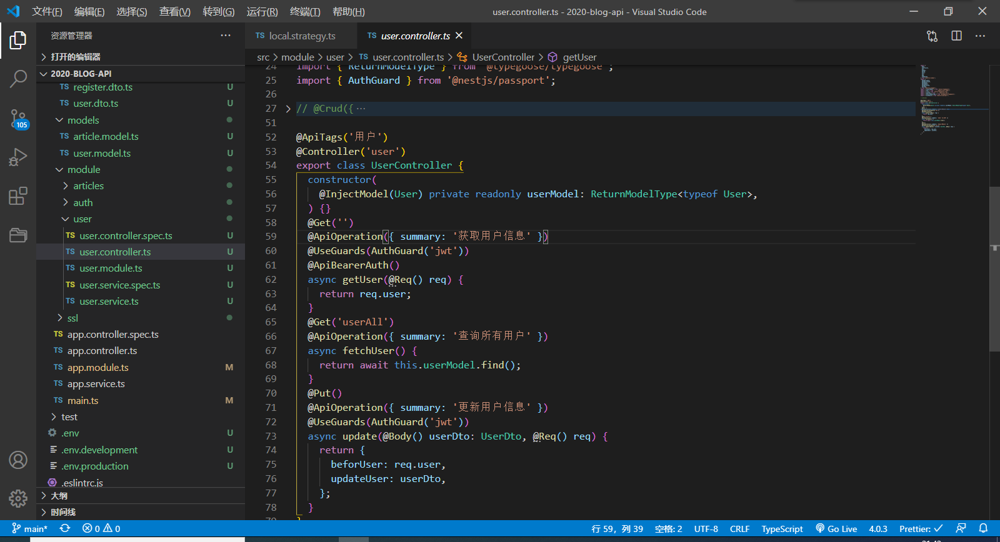 文件(F) 编辑(E) 选择(S) 查看(V) 转到(G) 运行(R) 终端(T) 帮助(H)
user.controller.ts - 2020-blog-api - Visual Studio Code
资源管理器
打开的编辑器
2020-BLOG-API
TS register.dto.ts U
TS user.dto.ts U
models
TS article.model.ts U
TS user.model.ts U
module
articles
auth
user
TS user.controller.spec.ts U
TS user.controller.ts U
TS user.module.ts U
TS user.service.spec.ts U
TS user.service.ts U
ssl
TS app.controller.spec.ts
TS app.controller.ts
TS app.module.ts M
TS app.service.ts
TS main.ts M
test
.env U
.env.development U
.env.production U
.eslintrc.js
大纲
时间线
105
TS local.strategy.ts
TS user.controller.ts
src > module > user > TS user.controller.ts > UserController > getUser
24 import { ReturnModelType } from '@typegoose/typegoose';
25 import { AuthGuard } from '@nestjs/passport';
26
27 // @Crud({ ···
51
52 @ApiTags('用户')
53 @Controller('user')
54 export class UserController {
55 constructor(
56 @InjectModel(User) private readonly userModel: ReturnModelType<typeof User>,
57 ) {}
58 @Get('')
59 @ApiOperation({ summary: '获取用户信息' })
60 @UseGuards(AuthGuard('jwt'))
61 @ApiBearerAuth()
62 async getUser(@Req() req) {
63 return req.user;
64 }
65 @Get('userAll')
66 @ApiOperation({ summary: '查询所有用户' })
67 async fetchUser() {
68 return await this.userModel.find();
69 }
70 @Put()
71 @ApiOperation({ summary: '更新用户信息' })
72 @UseGuards(AuthGuard('jwt'))
73 async update(@Body() userDto: UserDto, @Req() req) {
74 return {
75 beforUser: req.user,
76 updateUser: userDto,
77 };
78 }
79 }
main* 0 0
行 59，列 39 空格: 2 UTF-8 CRLF TypeScript Go Live 4.0.3 Prettier: ✓